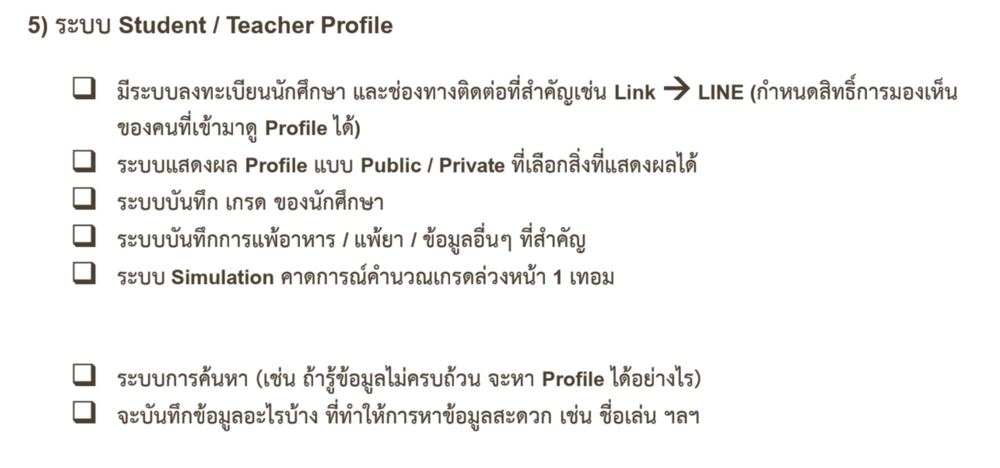 5) ระบบ Student / Teacher Profile
❑ มีระบบลงทะเบียนนักศึกษา และช่องทางติดต่อที่สำคัญเช่น Link → LINE (กำหนดสิทธิ์การมองเห็น
ของคนที่เข้ามาดู Profile ได้)
❑ ระบบแสดงผล Profile แบบ Public / Private ที่เลือกสิ่งที่แสดงผลได้
❑ ระบบบันทึก เกรด ของนักศึกษา
❑ ระบบบันทึกการแพ้อาหาร / แพ้ยา / ข้อมูลอื่นๆ ที่สำคัญ
❑ ระบบ Simulation คาดการณ์คำนวณเกรดล่วงหน้า 1 เทอม
❑ ระบบการค้นหา (เช่น ถ้ารู้ข้อมูลไม่ครบถ้วน จะหา Profile ได้อย่างไร)
❑ จะบันทึกข้อมูลอะไรบ้าง ที่ทำให้การหาข้อมูลสะดวก เช่น ชื่อเล่น ฯลฯ